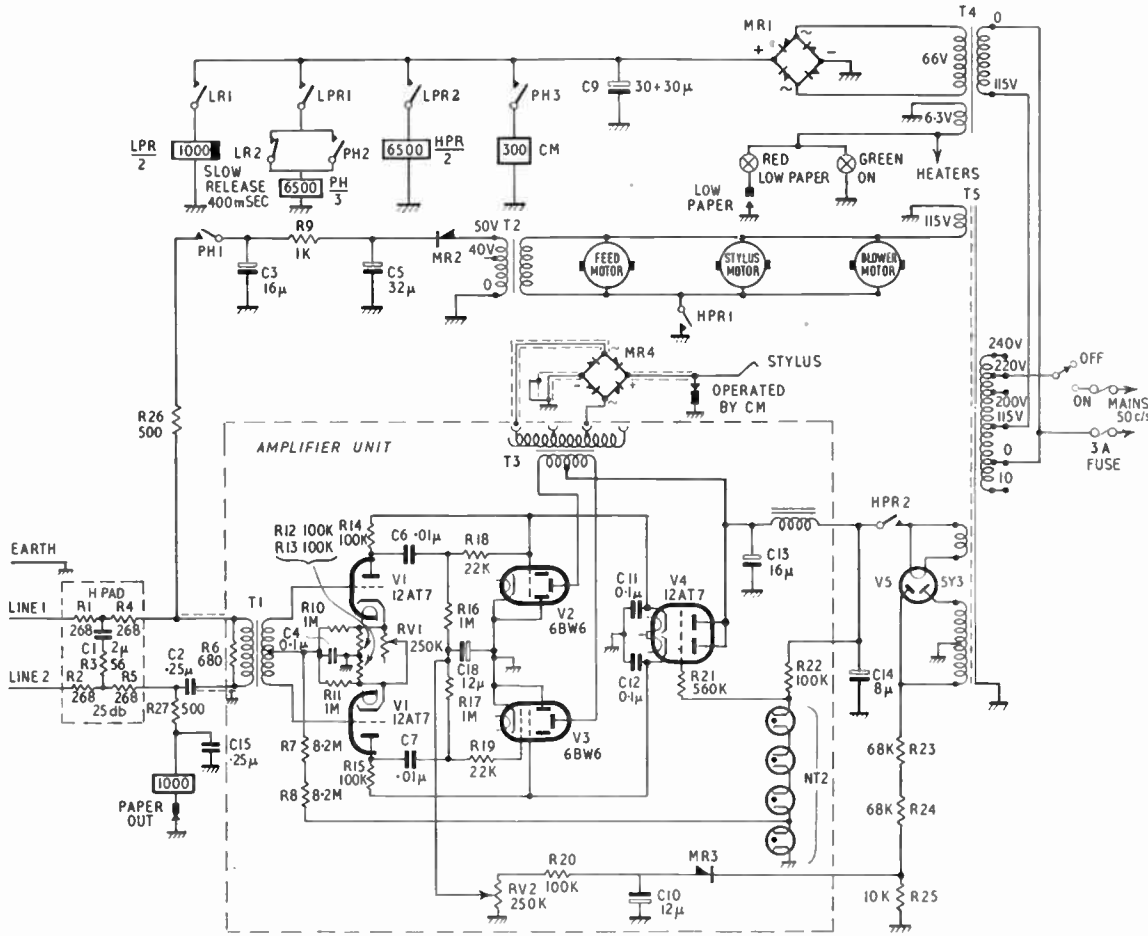 T4
0
MR1
+
~
-
~
66V
115V
6·3V
C9
30+30μ
LR1
LPR1
LPR2
PH3
LPR
2
1000
SLOW
RELEASE
400mSEC
LR2
PH2
6500
PH
3
6500
HPR
2
300
CM
RED
LOW PAPER
GREEN
ON
LOW
PAPER
HEATERS
T5
115V
PH1
R9
1K
C3
16μ
C5
32μ
MR2
50V
40V
0
T2
FEED
MOTOR
STYLUS
MOTOR
BLOWER
MOTOR
HPR1
MR4
~
-
+
~
STYLUS
OPERATED
BY CM
240V
220V
200V
115V
0
10
OFF
ON
MAINS
50c/s
3A
FUSE
R26
500
AMPLIFIER UNIT
T3
HPR2
V5
5Y3
EARTH
LINE 1
LINE 2
H PAD
R1
268
R4
268
C1
2μ
R3
56
R2
268
R5
268
25db
R6
680
C2
·25μ
R27
500
C15
·25μ
1000
PAPER
OUT
T1
R12 100K
R13 100K
R14
100K
C6 ·01μ
R18
22K
V1
12AT7
R10
1M
C4
0·1μ
RV1
250K
R11
1M
V1
12AT7
R16
1M
C18
12μ
R17
1M
V2
6BW6
V3
6BW6
C7
·01μ
R19
22K
R15
100K
R7
8·2M
R8
8·2M
C11
0·1μ
C12
0·1μ
V4
12AT7
R21
560K
C13
16μ
R22
100K
C14
8μ
NT2
68K
R23
68K
R24
10K
R25
MR3
R20
100K
RV2
250K
C10
12μ